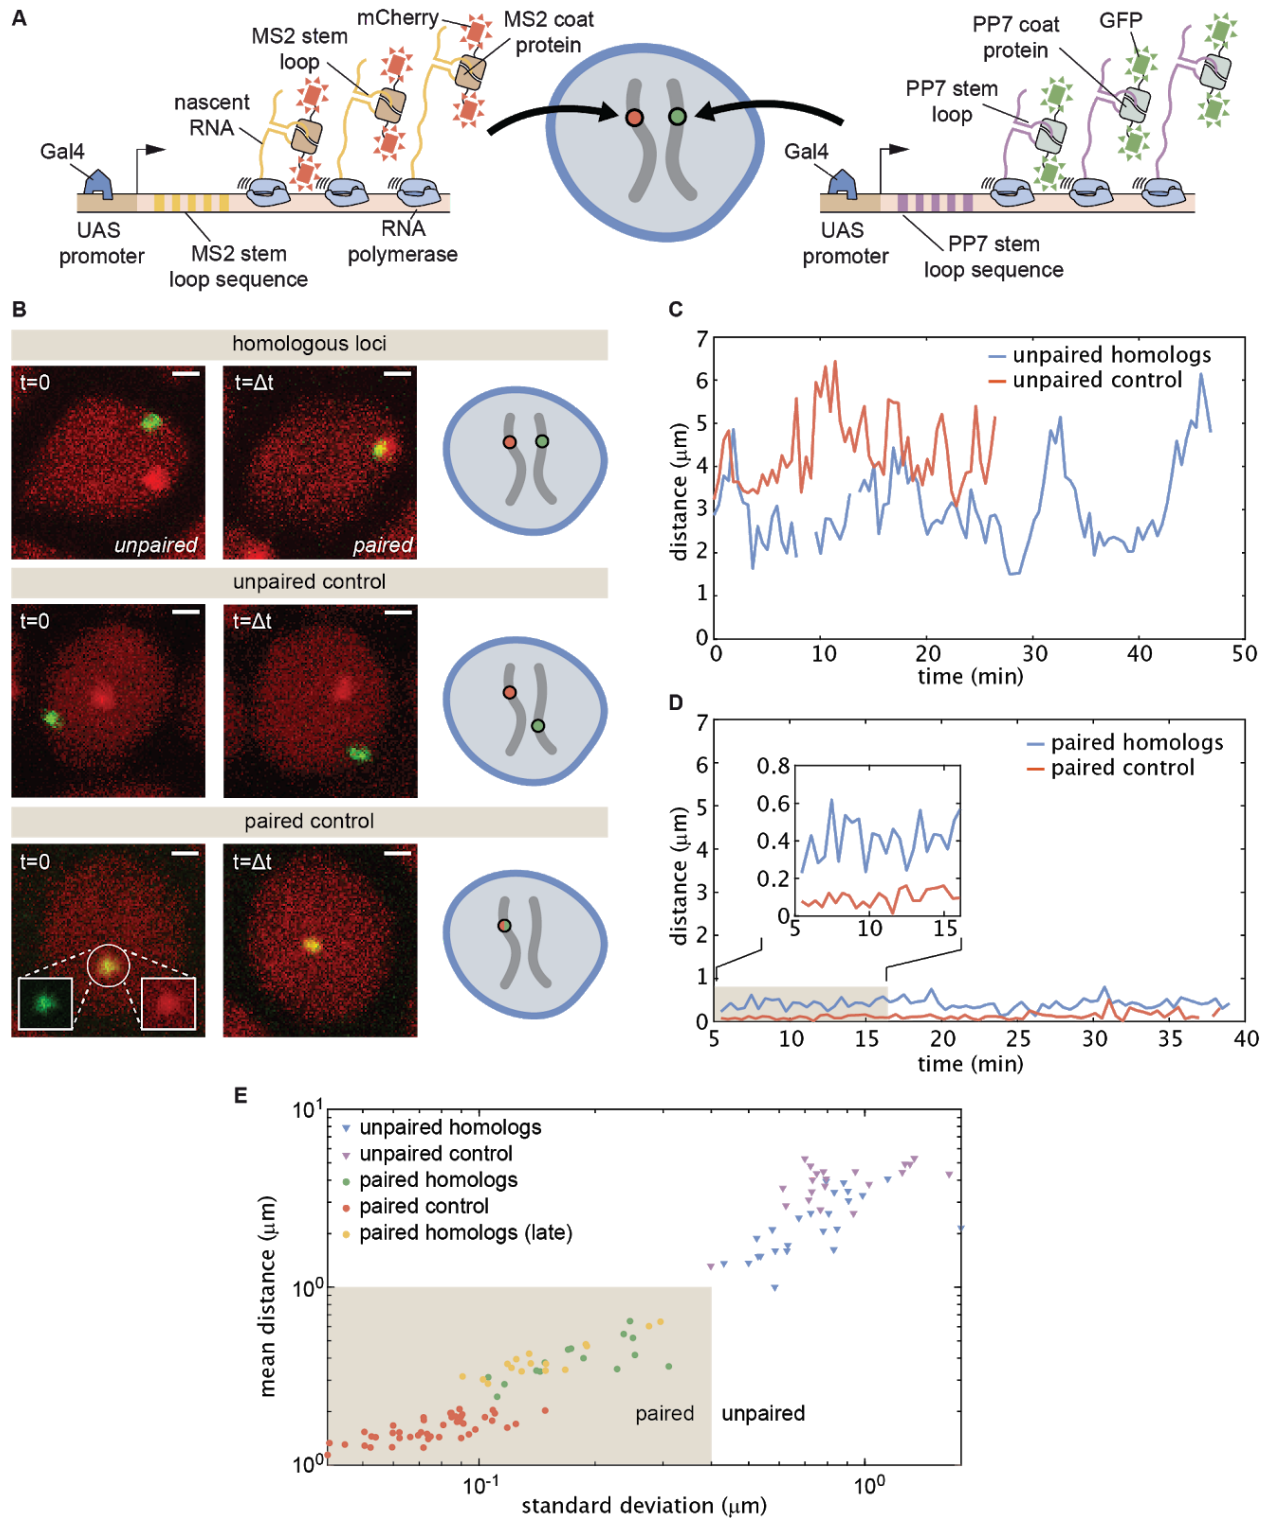 A
mCherry
MS2 coat
protein
MS2 stem
loop
nascent
RNA
Gal4
UAS
promoter
MS2 stem
loop sequence
RNA
polymerase
PP7 coat
protein
GFP
PP7 stem
loop
Gal4
UAS
promoter
PP7 stem
loop sequence
B
homologous loci
t=0
unpaired
t=Δt
paired
unpaired control
t=0
t=Δt
paired control
t=0
t=Δt
C
7
6
5
4
3
2
1
0
distance (μm)
unpaired homologs
unpaired control
0 10 20 30 40 50
time (min)
D
7
6
5
4
3
2
1
0
distance (μm)
paired homologs
paired control
0.8
0.6
0.4
0.2
0
5 10 15
5 10 15 20 25 30 35 40
time (min)
E
10¹
10⁰
10⁰
mean distance (μm)
unpaired homologs
unpaired control
paired homologs
paired control
paired homologs (late)
paired unpaired
10⁻¹ 10⁰
standard deviation (μm)